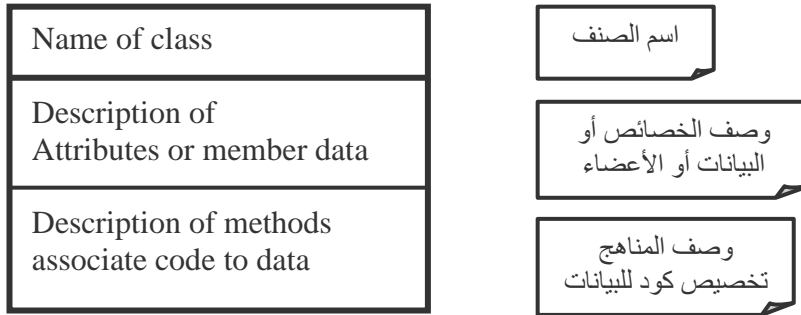 Name of class
اسم الصنف
Description of
Attributes or member data
وصف الخصائص أو
البيانات أو الأعضاء
Description of methods
associate code to data
وصف المناهج
تخصيص كود للبيانات